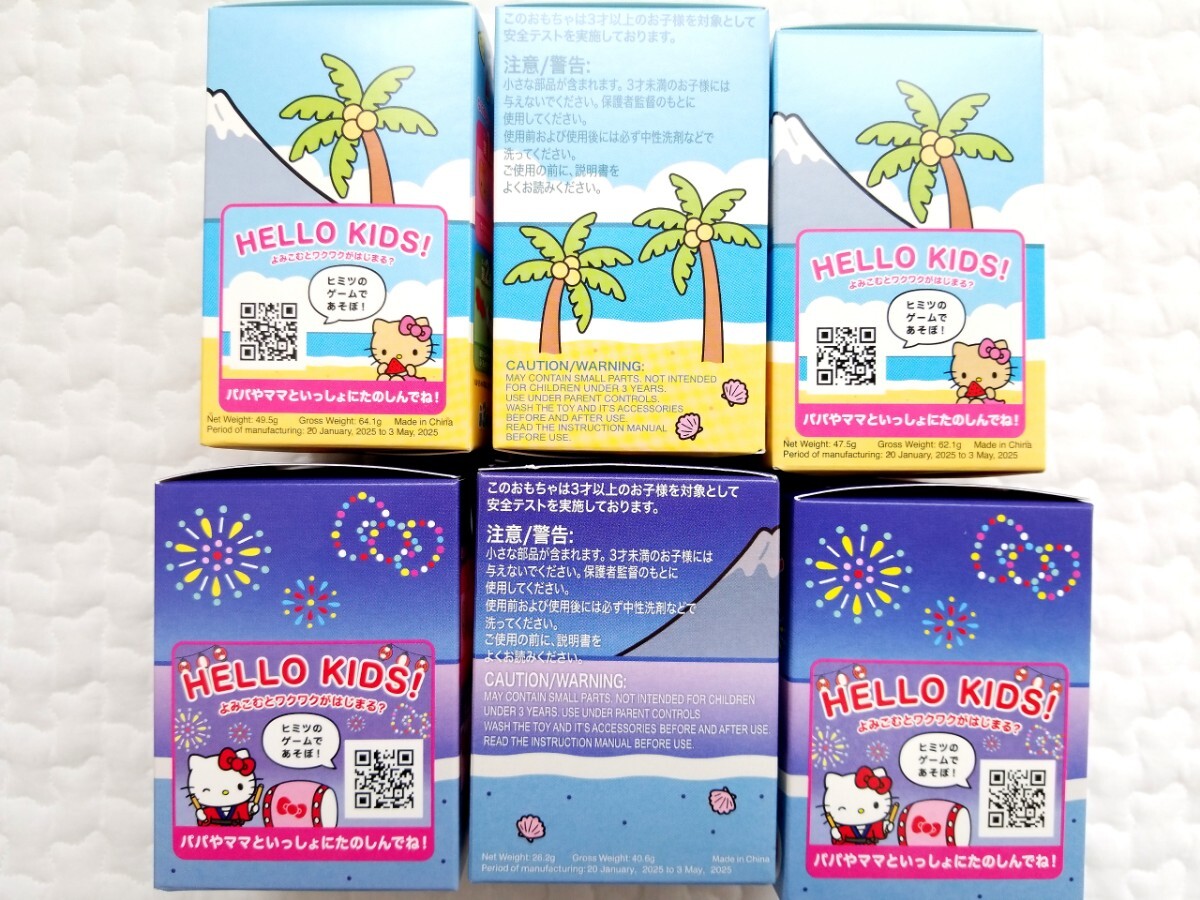 HELLO KIDS!
よみこむとワクワクがはじまる?
ヒミツの
ゲームで
あそぼ!
パパやママといっしょにたのしんでね!
Net Weight: 49.5g Gross Weight: 64.1g Made in China
Period of manufacturing: 20 January, 2025 to 3 May, 2025
このおもちゃは3才以上のお子様を対象として
安全テストを実施しております。
注意/警告:
小さな部品が含まれます。3才未満のお子様には
与えないでください。保護者監督のもとに
使用してください。
使用前および使用後には必ず中性洗剤などで
洗ってください。
ご使用の前に、説明書を
よくお読みください。
CAUTION/WARNING:
MAY CONTAIN SMALL PARTS. NOT INTENDED
FOR CHILDREN UNDER 3 YEARS.
USE UNDER PARENT CONTROLS.
WASH THE TOY AND IT'S ACCESSORIES
BEFORE AND AFTER USE.
READ THE INSTRUCTION MANUAL
BEFORE USE.
HELLO KIDS!
よみこむとワクワクがはじまる?
ヒミツの
ゲームで
あそぼ!
パパやママといっしょにたのしんでね!
Net Weight: 47.5g Gross Weight: 62.1g Made in China
Period of manufacturing: 20 January, 2025 to 3 May, 2025
HELLO KIDS!
よみこむとワクワクがはじまる?
ヒミツの
ゲームで
あそぼ!
パパやママといっしょにたのしんでね!
このおもちゃは3才以上のお子様を対象として
安全テストを実施しております。
注意/警告:
小さな部品が含まれます。3才未満のお子様には
与えないでください。保護者監督のもとに
使用してください。
使用前および使用後には必ず中性洗剤などで
洗ってください。
ご使用の前に、説明書を
よくお読みください。
CAUTION/WARNING:
MAY CONTAIN SMALL PARTS. NOT INTENDED FOR CHILDREN
UNDER 3 YEARS. USE UNDER PARENT CONTROLS
WASH THE TOY AND IT'S ACCESSORIES BEFORE AND AFTER USE.
READ THE INSTRUCTION MANUAL BEFORE USE.
Net Weight: 26.2g Gross Weight: 40.6g Made in China
Period of manufacturing: 20 January, 2025 to 3 May, 2025
HELLO KIDS!
よみこむとワクワクがはじまる?
ヒミツの
ゲームで
あそぼ!
パパやママといっしょにたのしんでね!